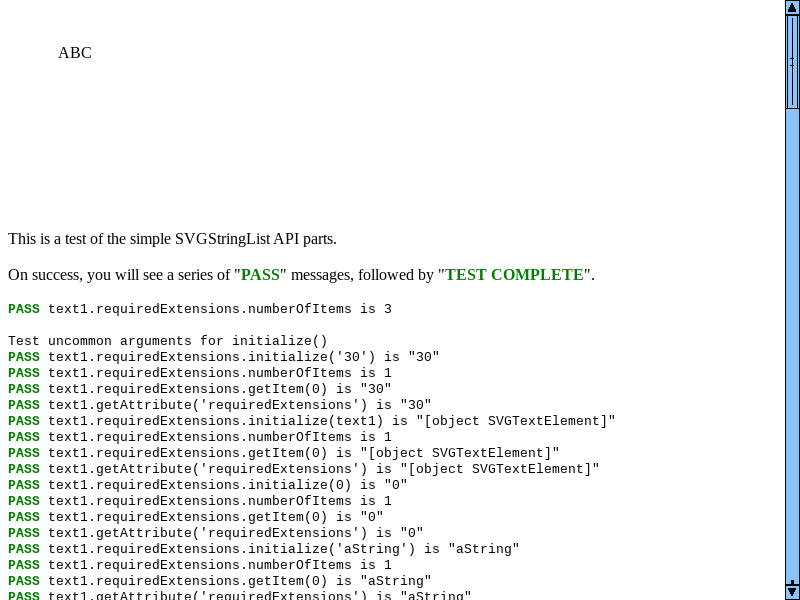 ABC
This is a test of the simple SVGStringList API parts.
On success, you will see a series of "PASS" messages, followed by "TEST COMPLETE".
PASS text1.requiredExtensions.numberOfItems is 3
Test uncommon arguments for initialize()
PASS text1.requiredExtensions.initialize('30') is "30"
PASS text1.requiredExtensions.numberOfItems is 1
PASS text1.requiredExtensions.getItem(0) is "30"
PASS text1.getAttribute('requiredExtensions') is "30"
PASS text1.requiredExtensions.initialize(text1) is "[object SVGTextElement]"
PASS text1.requiredExtensions.numberOfItems is 1
PASS text1.requiredExtensions.getItem(0) is "[object SVGTextElement]"
PASS text1.getAttribute('requiredExtensions') is "[object SVGTextElement]"
PASS text1.requiredExtensions.initialize(0) is "0"
PASS text1.requiredExtensions.numberOfItems is 1
PASS text1.requiredExtensions.getItem(0) is "0"
PASS text1.getAttribute('requiredExtensions') is "0"
PASS text1.requiredExtensions.initialize('aString') is "aString"
PASS text1.requiredExtensions.numberOfItems is 1
PASS text1.requiredExtensions.getItem(0) is "aString"
PASS text1.getAttribute('requiredExtensions') is "aString"